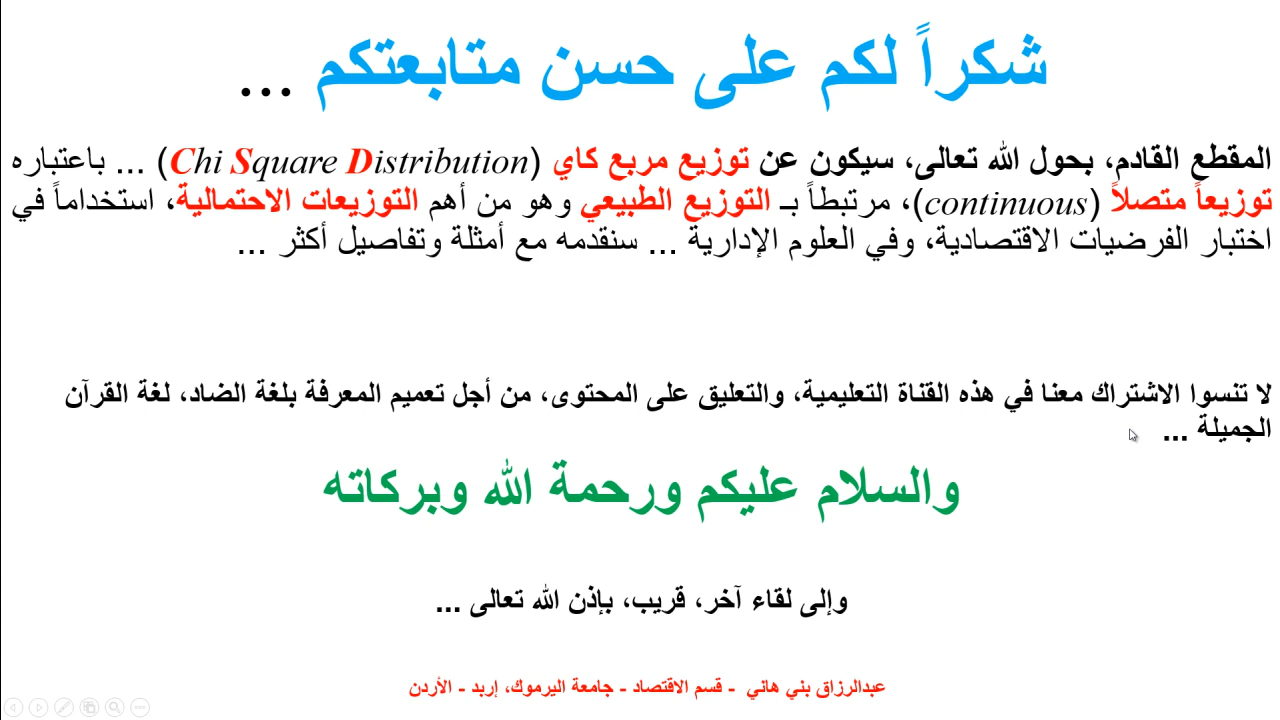 شكراً لكم على حسن متابعتكم ...
المقطع القادم، بحول الله تعالى، سيكون عن توزيع مربع كاي (Chi Square Distribution) ... باعتباره
توزيعاً متصلاً (continuous)، مرتبطاً بـ التوزيع الطبيعي وهو من أهم التوزيعات الاحتمالية، استخداماً في
اختبار الفرضيات الاقتصادية، وفي العلوم الإدارية ... سنقدمه مع أمثلة وتفاصيل أكثر ...
لا تنسوا الاشتراك معنا في هذه القناة التعليمية، والتعليق على المحتوى، من أجل تعميم المعرفة بلغة الضاد، لغة القرآن
الجميلة ...
والسلام عليكم ورحمة الله وبركاته
وإلى لقاء آخر، قريب، بإذن الله تعالى ...
عبدالرزاق بني هاني - قسم الاقتصاد - جامعة اليرموك، إربد - الأردن